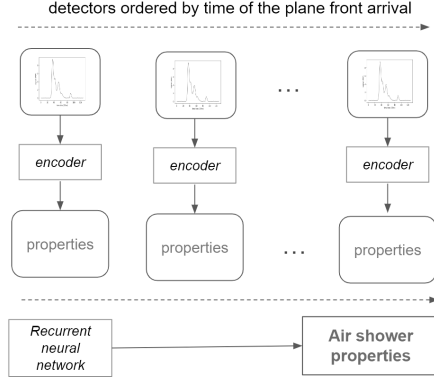 detectors ordered by time of the plane front arrival
...
encoder
encoder
encoder
properties
properties
...
properties
Recurrent
neural
network
Air shower
properties